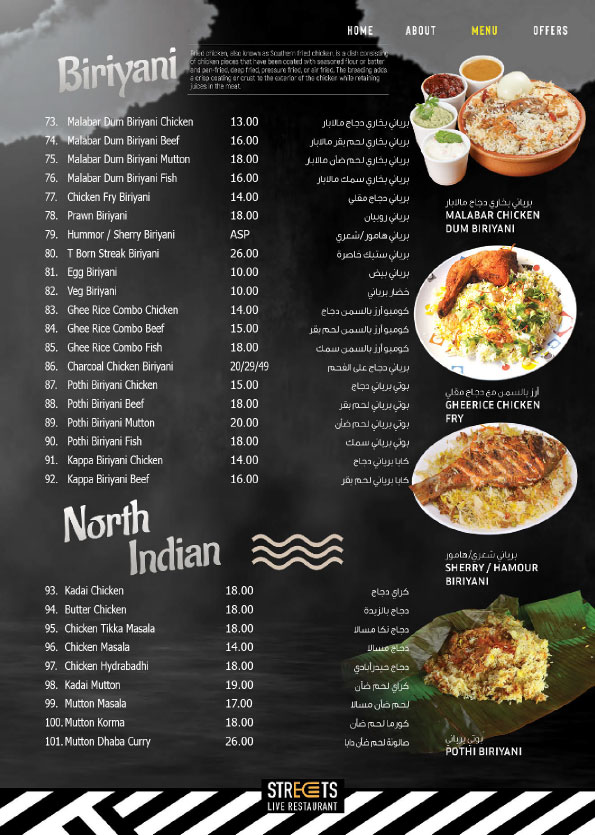 HOME ABOUT MENU OFFERS
Biriyani
Fried chicken, also known as Southern fried chicken, is a dish consisting
of chicken pieces that have been coated with seasoned flour or batter
and pan-fried, deep fried, pressure fried, or air fried. The breading adds
a crisp coating or crust to the exterior of the chicken while retaining
juices in the meat.
73. Malabar Dum Biriyani Chicken 13.00 برياني بخاري دجاج مالابار
74. Malabar Dum Biriyani Beef 16.00 برياني بخاري لحم بقر مالابار
75. Malabar Dum Biriyani Mutton 18.00 برياني بخاري لحم ضأن مالابار
76. Malabar Dum Biriyani Fish 16.00 برياني بخاري سمك مالابار
77. Chicken Fry Biriyani 14.00 برياني دجاج مقلي
78. Prawn Biriyani 18.00 برياني روبيان
79. Hummor / Sherry Biriyani ASP برياني هامور /شعري
80. T Born Streak Biriyani 26.00 برياني ستيك خاصرة
81. Egg Biriyani 10.00 برياني بيض
82. Veg Biriyani 10.00 خضار برياني
83. Ghee Rice Combo Chicken 14.00 كومبو أرز بالسمن دجاج
84. Ghee Rice Combo Beef 15.00 كومبو أرز بالسمن لحم بقر
85. Ghee Rice Combo Fish 18.00 كومبو أرز بالسمن سمك
86. Charcoal Chicken Biriyani 20/29/49 برياني دجاج على الفحم
87. Pothi Biriyani Chicken 15.00 بوتي برياني دجاج
88. Pothi Biriyani Beef 18.00 بوتي برياني لحم بقر
89. Pothi Biriyani Mutton 20.00 بوتي برياني لحم ضأن
90. Pothi Biriyani Fish 18.00 بوتي برياني سمك
91. Kappa Biriyani Chicken 14.00 كابا برياني دجاج
92. Kappa Biriyani Beef 16.00 كابا برياني لحم بقر
برياني بخاري دجاج مالابار
MALABAR CHICKEN
DUM BIRIYANI
أرز بالسمن مع دجاج مقلي
GHEERICE CHICKEN
FRY
برياني شعري/هامور
SHERRY / HAMOUR
BIRIYANI
بوتي برياني
POTHI BIRIYANI
North
Indian
93. Kadai Chicken 18.00 كراي دجاج
94. Butter Chicken 18.00 دجاج بالزبدة
95. Chicken Tikka Masala 18.00 دجاج تكا مسالا
96. Chicken Masala 14.00 دجاج مسالا
97. Chicken Hydrabadhi 18.00 دجاج حيدرآبادي
98. Kadai Mutton 19.00 كراي لحم ضأن
99. Mutton Masala 17.00 لحم ضأن مسالا
100. Mutton Korma 18.00 كورما لحم ضأن
101. Mutton Dhaba Curry 26.00 صالونة لحم ضأن دابا
STREETS
LIVE RESTAURANT